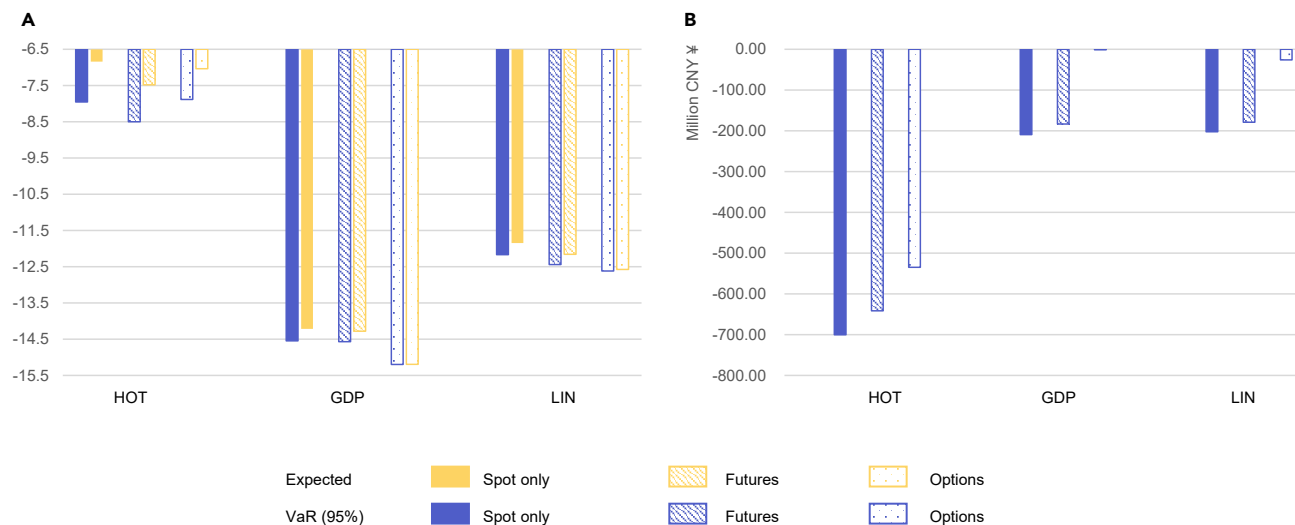 A
-6.5
-7.5
-8.5
-9.5
-10.5
-11.5
-12.5
-13.5
-14.5
-15.5
HOT GDP LIN
B
Million CNY ¥
0.00
-100.00
-200.00
-300.00
-400.00
-500.00
-600.00
-700.00
-800.00
HOT GDP LIN
Expected Spot only Futures Options
VaR (95%) Spot only Futures Options